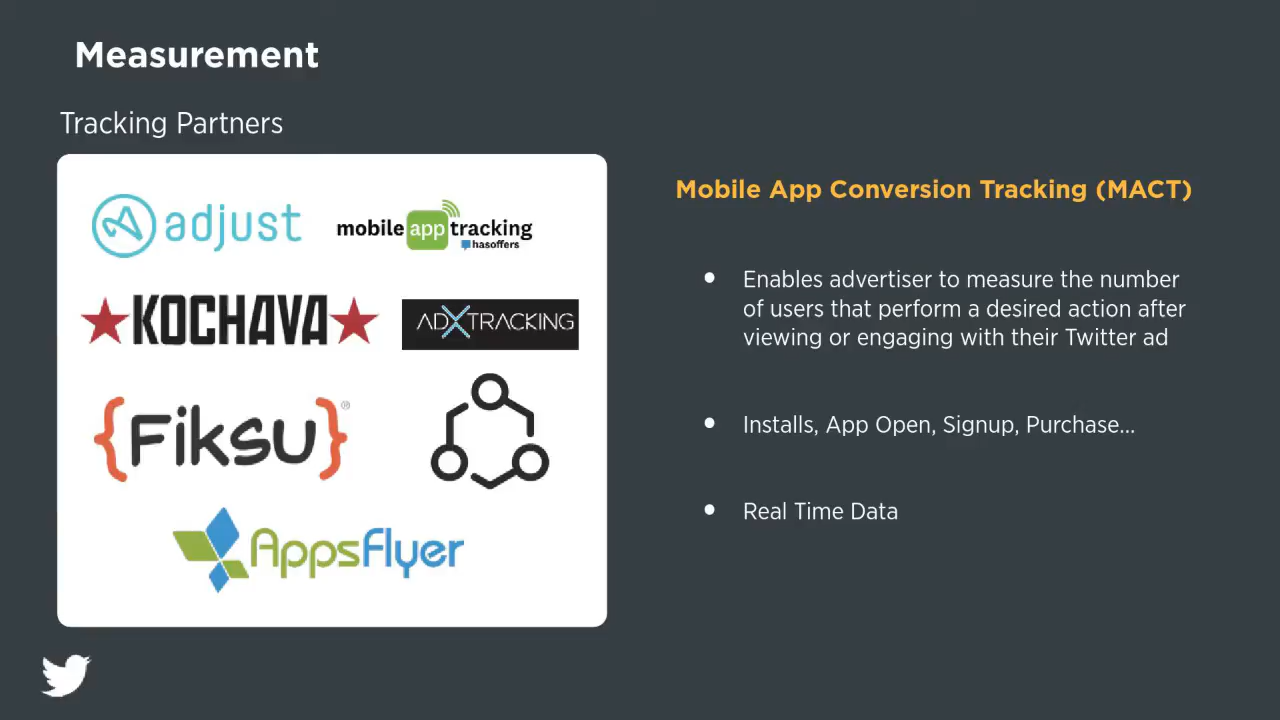 Measurement
Tracking Partners
adjust
mobile app tracking
hasoffers
KOCHAVA
ADXTRACKING
{Fiksu}®
AppsFlyer
Mobile App Conversion Tracking (MACT)
• Enables advertiser to measure the number
of users that perform a desired action after
viewing or engaging with their Twitter ad
• Installs, App Open, Signup, Purchase...
• Real Time Data